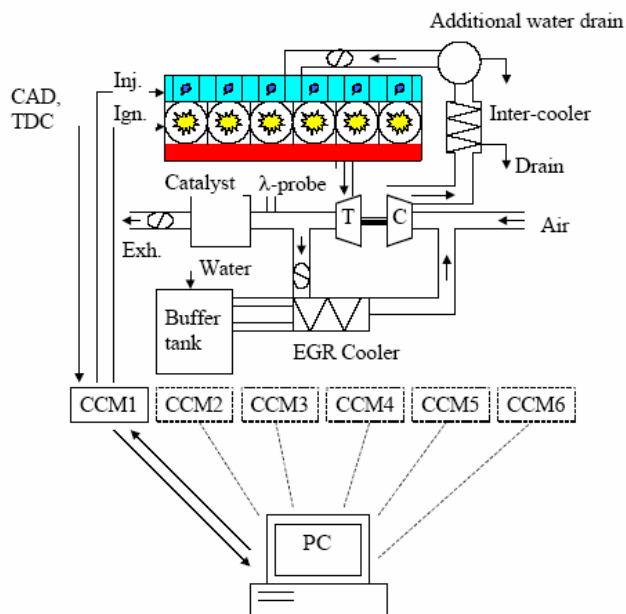 Additional water drain
Inj.
CAD,
TDC
Ign.
Inter-cooler
Drain
Catalyst
λ-probe
T
C
Air
Exh.
Water
Buffer
tank
EGR Cooler
CCM1
CCM2
CCM3
CCM4
CCM5
CCM6
PC